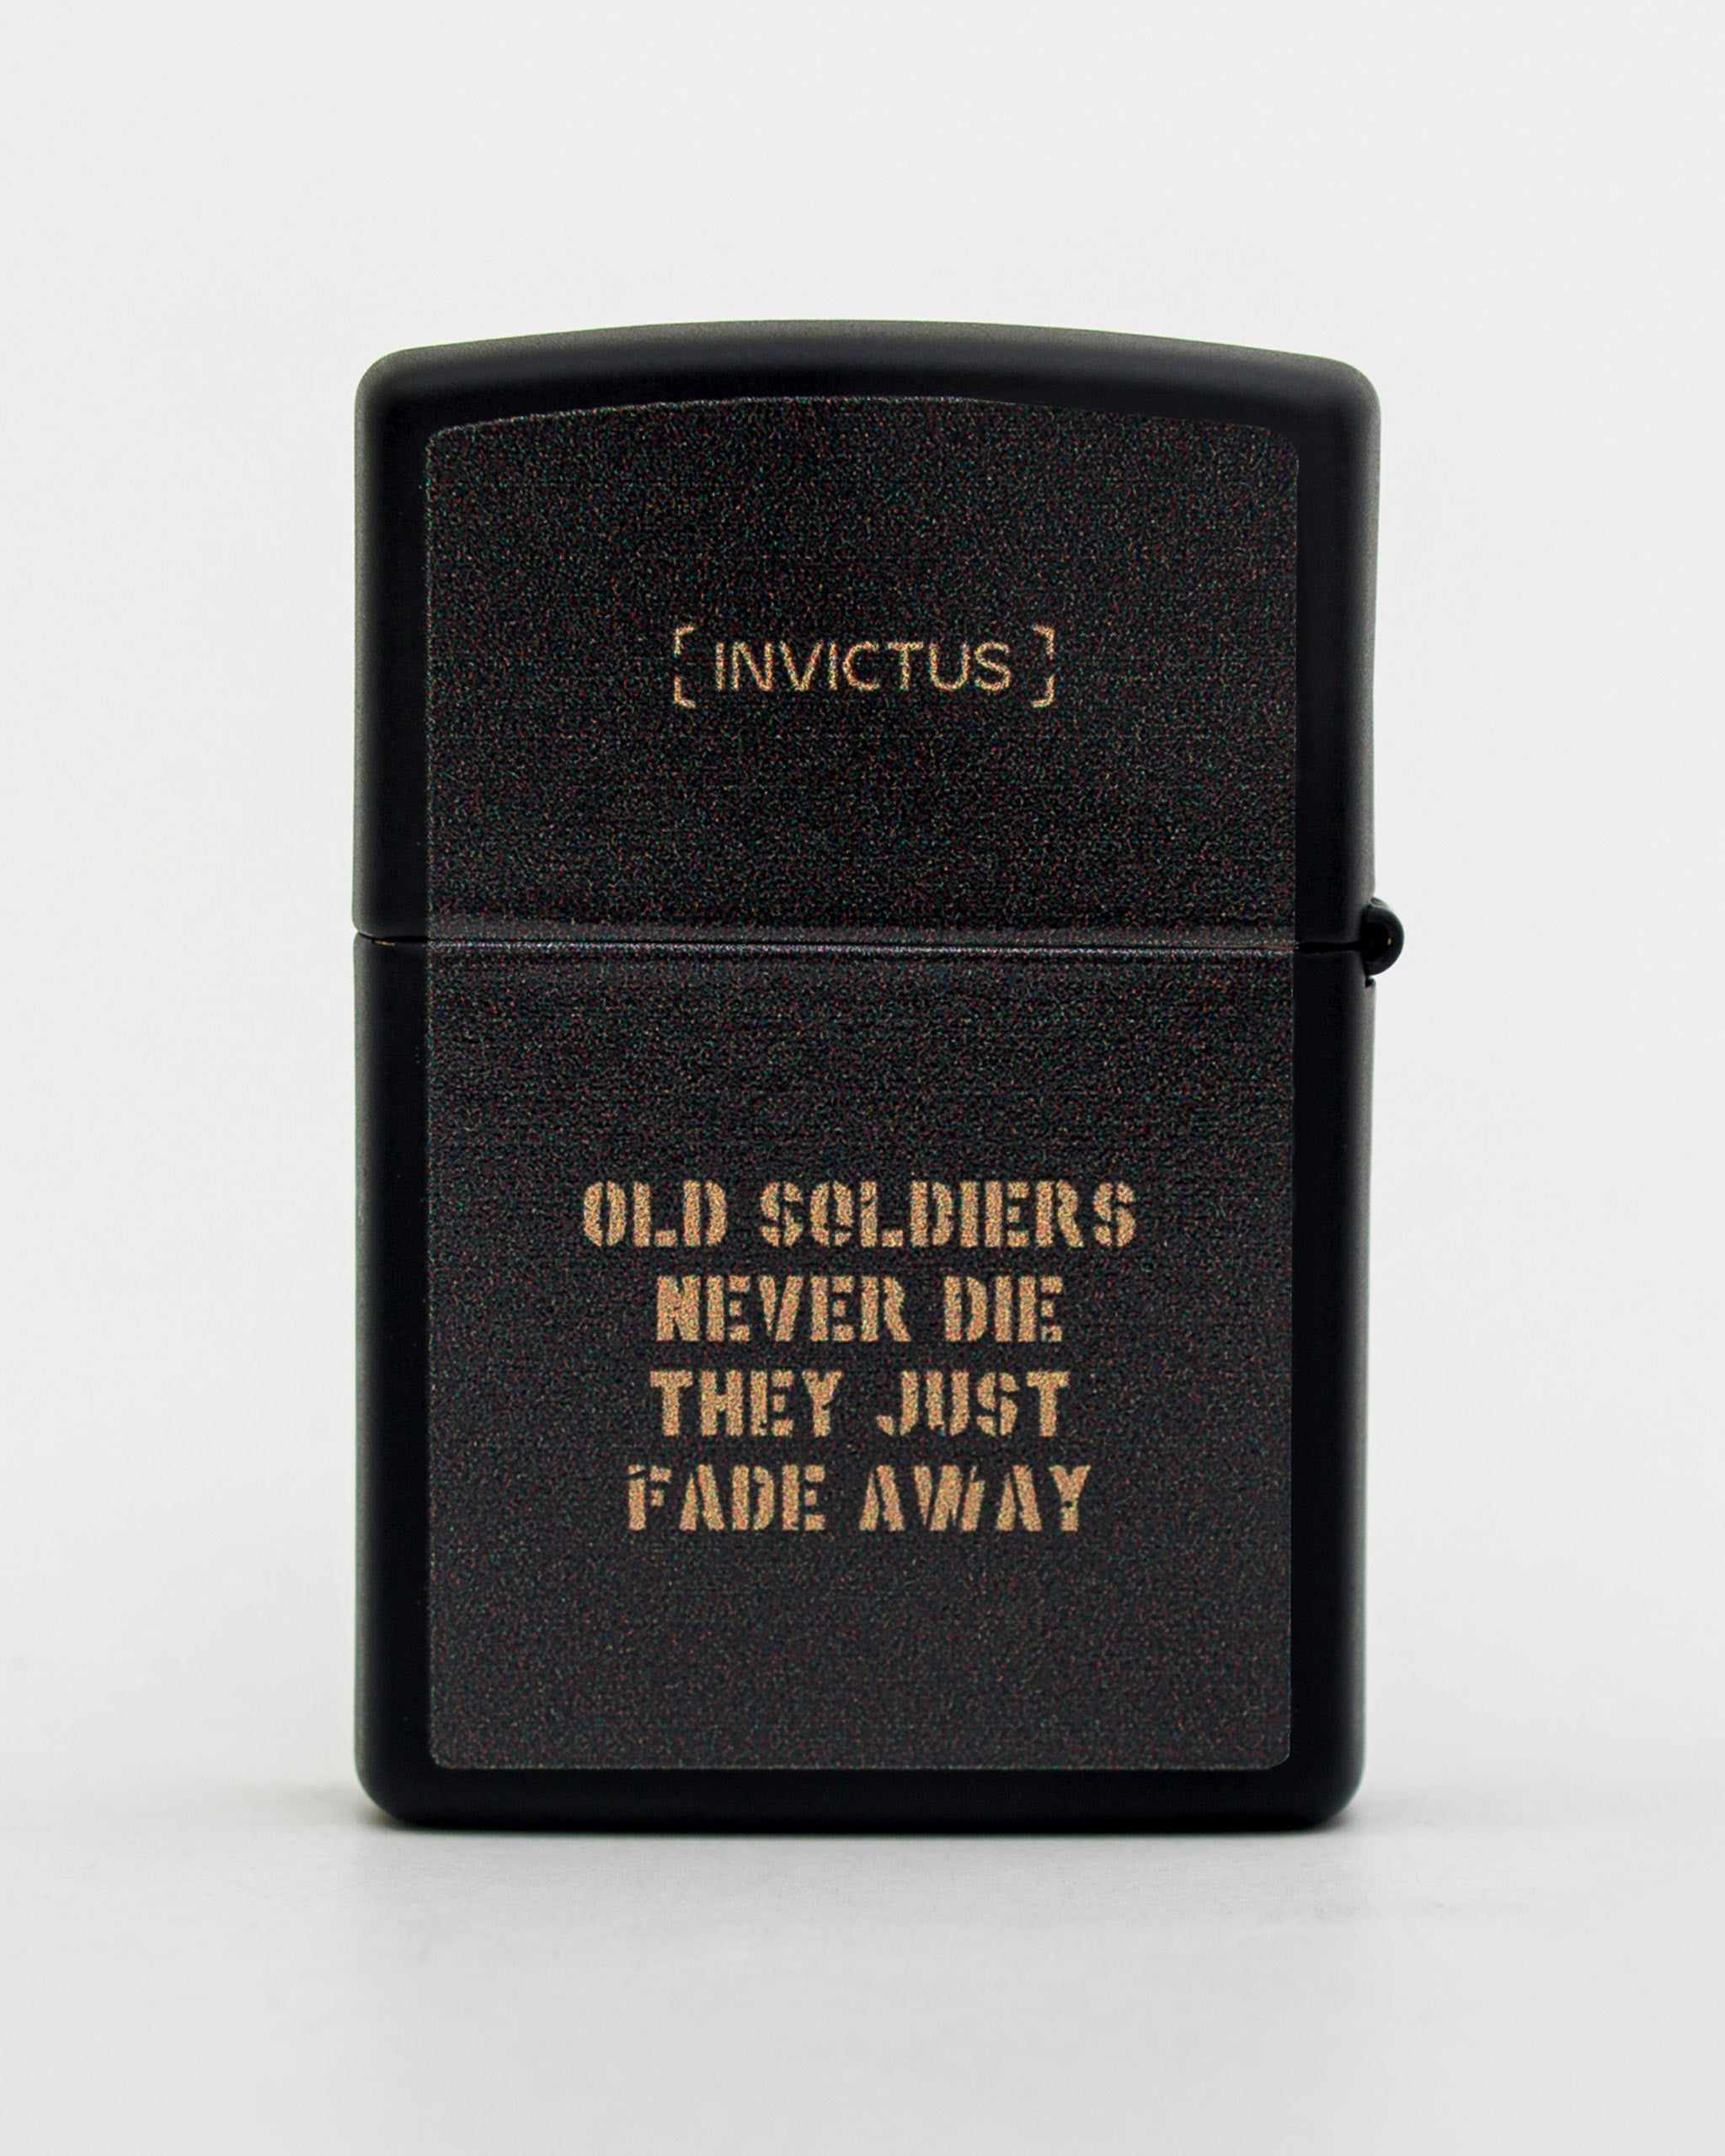 [INVICTUS]
OLD SOLDIERS
NEVER DIE
THEY JUST
FADE AWAY